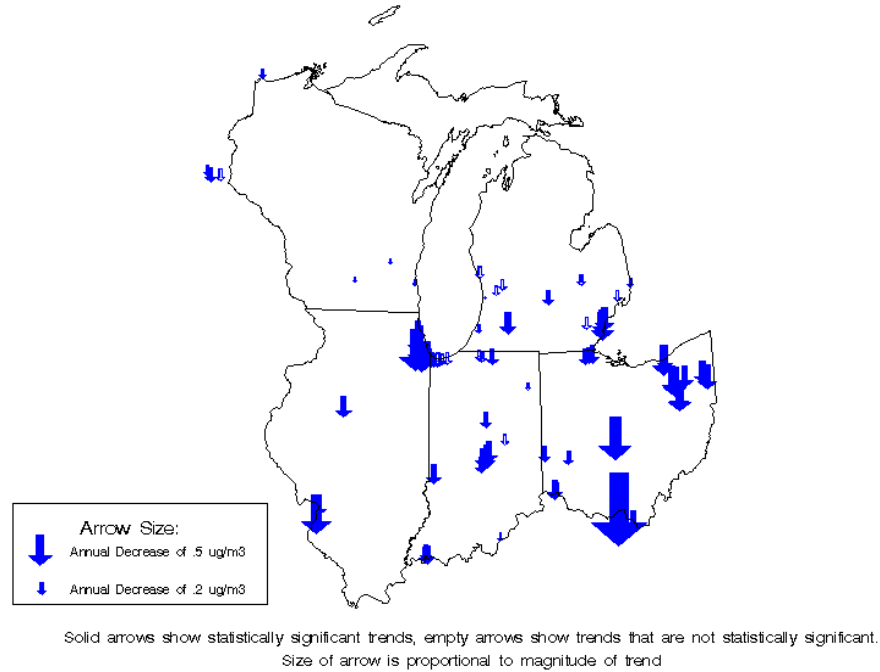 Arrow Size:
Annual Decrease of .5 ug/m3
Annual Decrease of .2 ug/m3
Solid arrows show statistically significant trends, empty arrows show trends that are not statistically significant.
Size of arrow is proportional to magnitude of trend